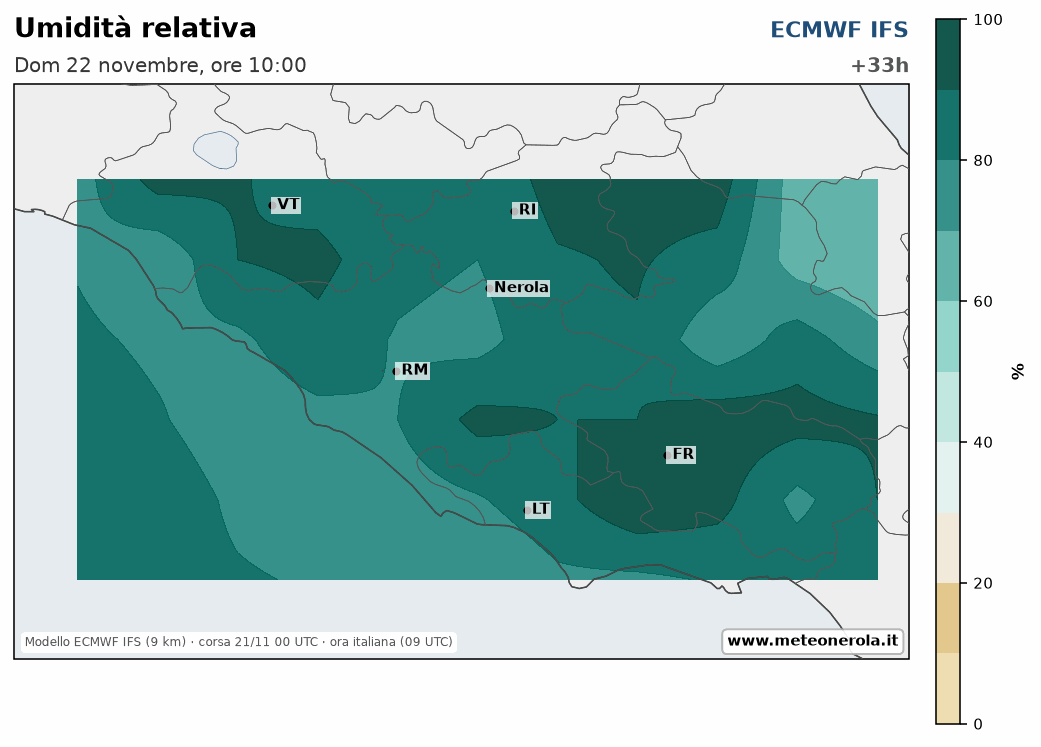 Umidità relativa
ECMWF IFS
Dom 22 novembre, ore 10:00
+33h
VT
RI
Nerola
RM
FR
LT
100
80
60
40
20
0
%
Modello ECMWF IFS (9 km) · corsa 21/11 00 UTC · ora italiana (09 UTC)
www.meteonerola.it